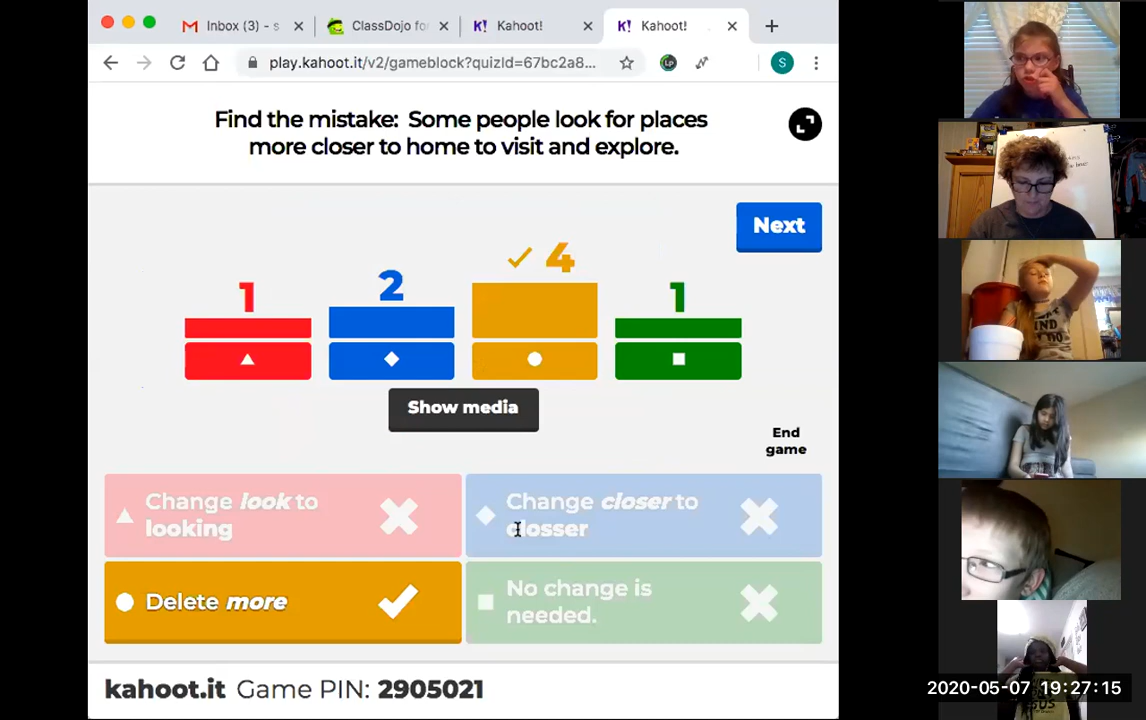 Inbox (3) - s
ClassDojo fo
Kahoot!
Kahoot!
play.kahoot.it/v2/gameblock?quizId=67bc2a8...
S
Find the mistake: Some people look for places
more closer to home to visit and explore.
Next
1
2
4
1
Show media
End
game
Change look to
looking
Change closer to
closser
Delete more
No change is
needed.
kahoot.it Game PIN: 2905021
2020-05-07 19:27:15